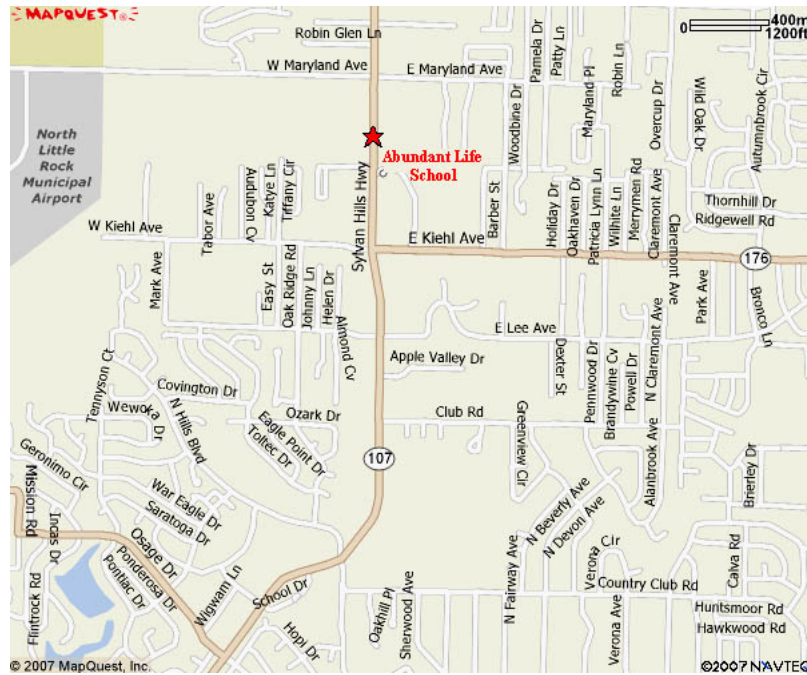 MAPQUEST
400m
1200ft
Robin Glen Ln
W Maryland Ave
E Maryland Ave
Pamela Dr
Patty Ln
Maryland Pl
Robin Ln
Overcup Dr
Wild Oak Dr
Autumnbrook Cir
Woodbine Dr
North
Little
Rock
Municipal
Airport
Abundant Life
School
Sylvan Hills Hwy
Audubon Cv
Katye Ln
Tiffany Cir
Tabor Ave
Barber St
Holiday Dr
Oakhaven Dr
Patricia Lynn Ln
Wilhite Ln
Merrymen Rd
Claremont Ave
Claremont Ave
Thornhill Dr
Ridgewell Rd
W Kiehl Ave
E Kiehl Ave
176
Mark Ave
Easy St
Oak Ridge Rd
Johnny Ln
Helen Dr
Almond Cv
Park Ave
Bronco Ln
E Lee Ave
Apple Valley Dr
Dexter St
Pennwood Dr
Brandywine Cv
Powell Dr
N Claremont Ave
Tennyson Ct
Covington Dr
Wewoka Dr
N Hills Blvd
Ozark Dr
Eagle Point Dr
Toltec Dr
Club Rd
Greenview Cir
Alanbrook Ave
Geronimo Cir
107
Mission Rd
War Eagle Dr
Saratoga Dr
Brierley Dr
N Beverly Ave
N Devon Ave
Incas Dr
Osage Dr
Ponderosa Dr
Pontiac Dr
Flintrock Rd
Wigwam Ln
School Dr
Hopi Dr
Oakhill Pl
Sherwood Ave
N Fairway Ave
Verona Cir
Verona Ave
Country Club Rd
Calva Rd
Huntsmoor Rd
Hawkwood Rd
© 2007 MapQuest, Inc.
©2007 NAVTEQ